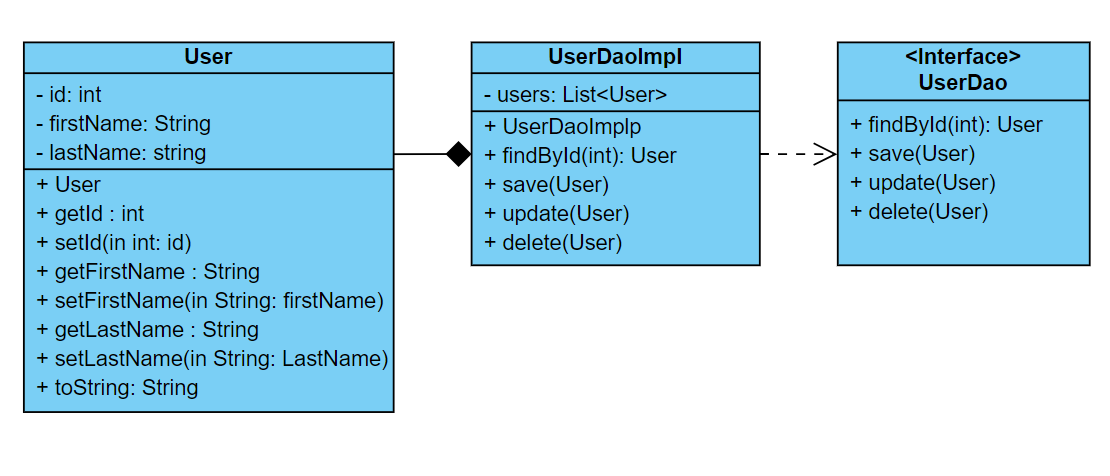 User
- id: int
- firstName: String
- lastName: string
+ User
+ getId : int
+ setId(in int: id)
+ getFirstName : String
+ setFirstName(in String: firstName)
+ getLastName : String
+ setLastName(in String: LastName)
+ toString: String
UserDaoImpl
- users: List<User>
+ UserDaoImplp
+ findById(int): User
+ save(User)
+ update(User)
+ delete(User)
<Interface>
UserDao
+ findById(int): User
+ save(User)
+ update(User)
+ delete(User)